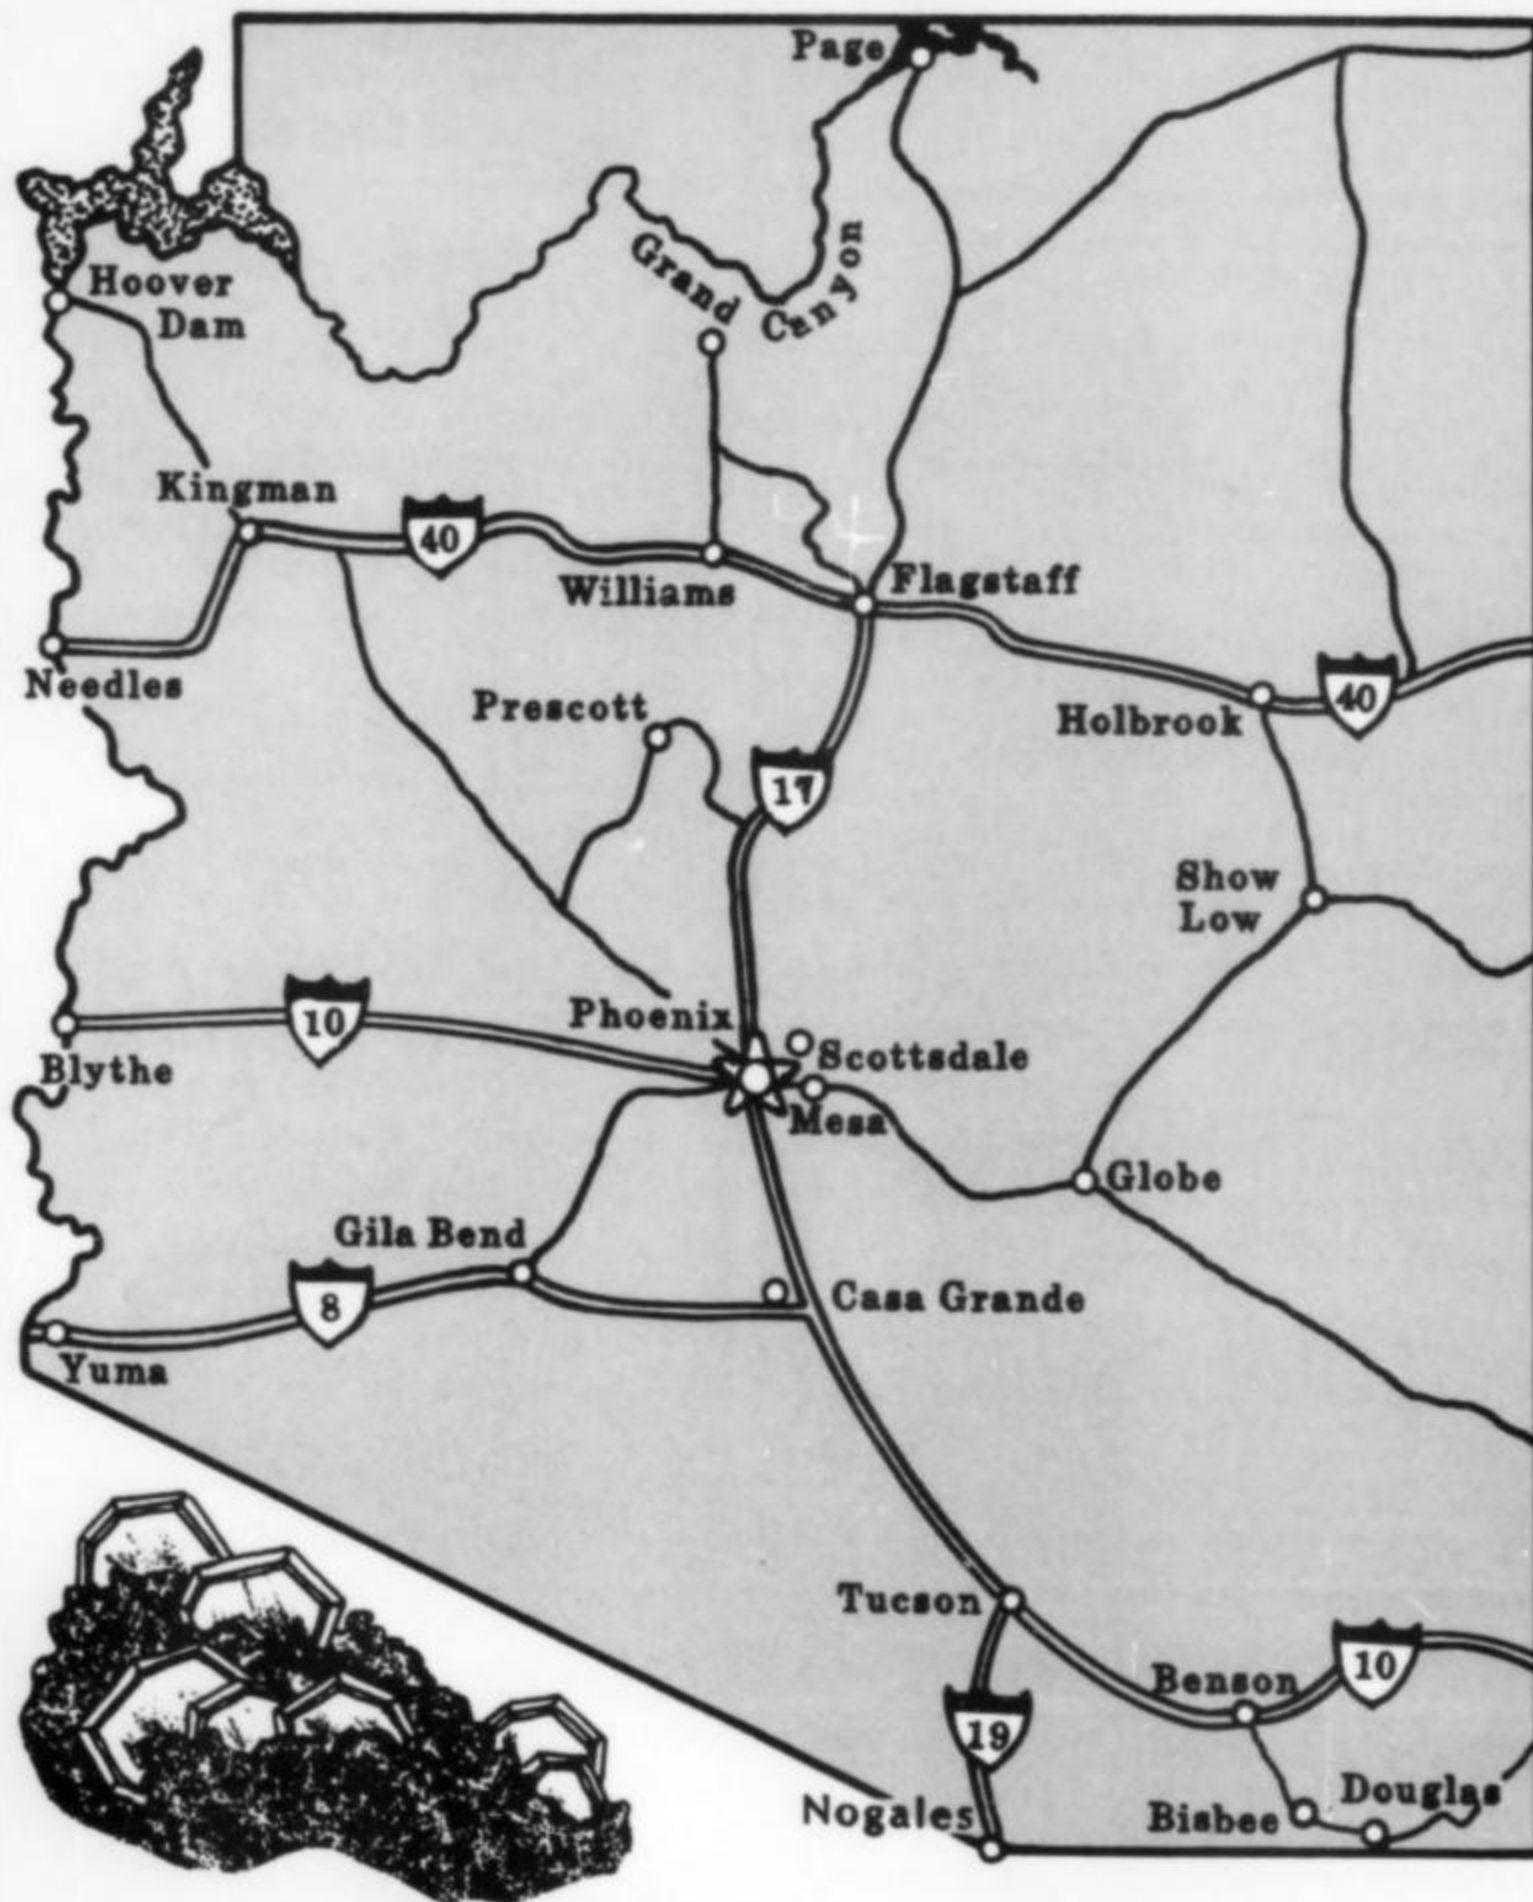 Page
Grand
Canyon
Hoover
Dam
Kingman
40
Williams
Flagstaff
Needles
Prescott
17
Holbrook
40
Show
Low
10
Phoenix
Scottsdale
Blythe
Mesa
Globe
Gila Bend
8
Casa Grande
Yuma
Tucson
Benson
10
19
Nogales
Bisbee
Douglas